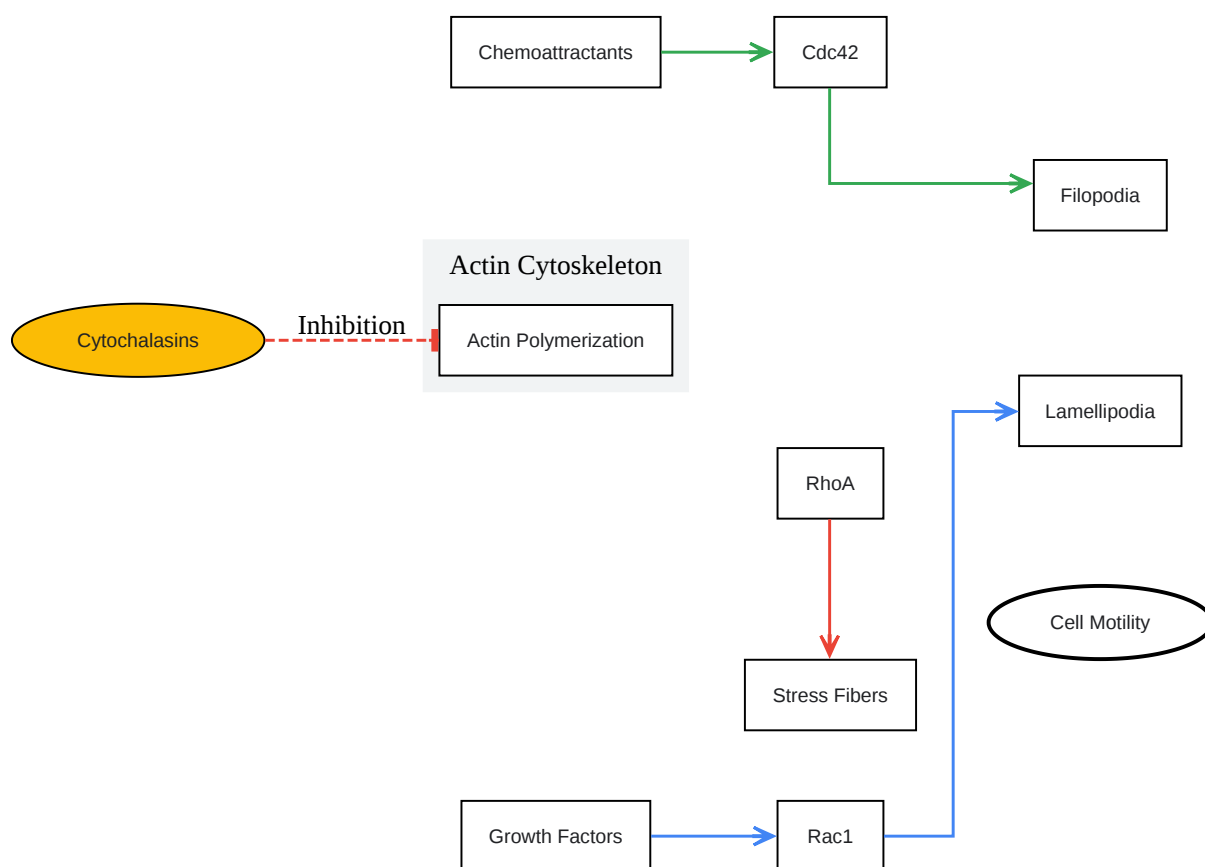 Chemoattractants
Cdc42
Filopodia
Actin Cytoskeleton
Cytochalasins
Inhibition
Actin Polymerization
Lamellipodia
RhoA
Cell Motility
Stress Fibers
Growth Factors
Rac1